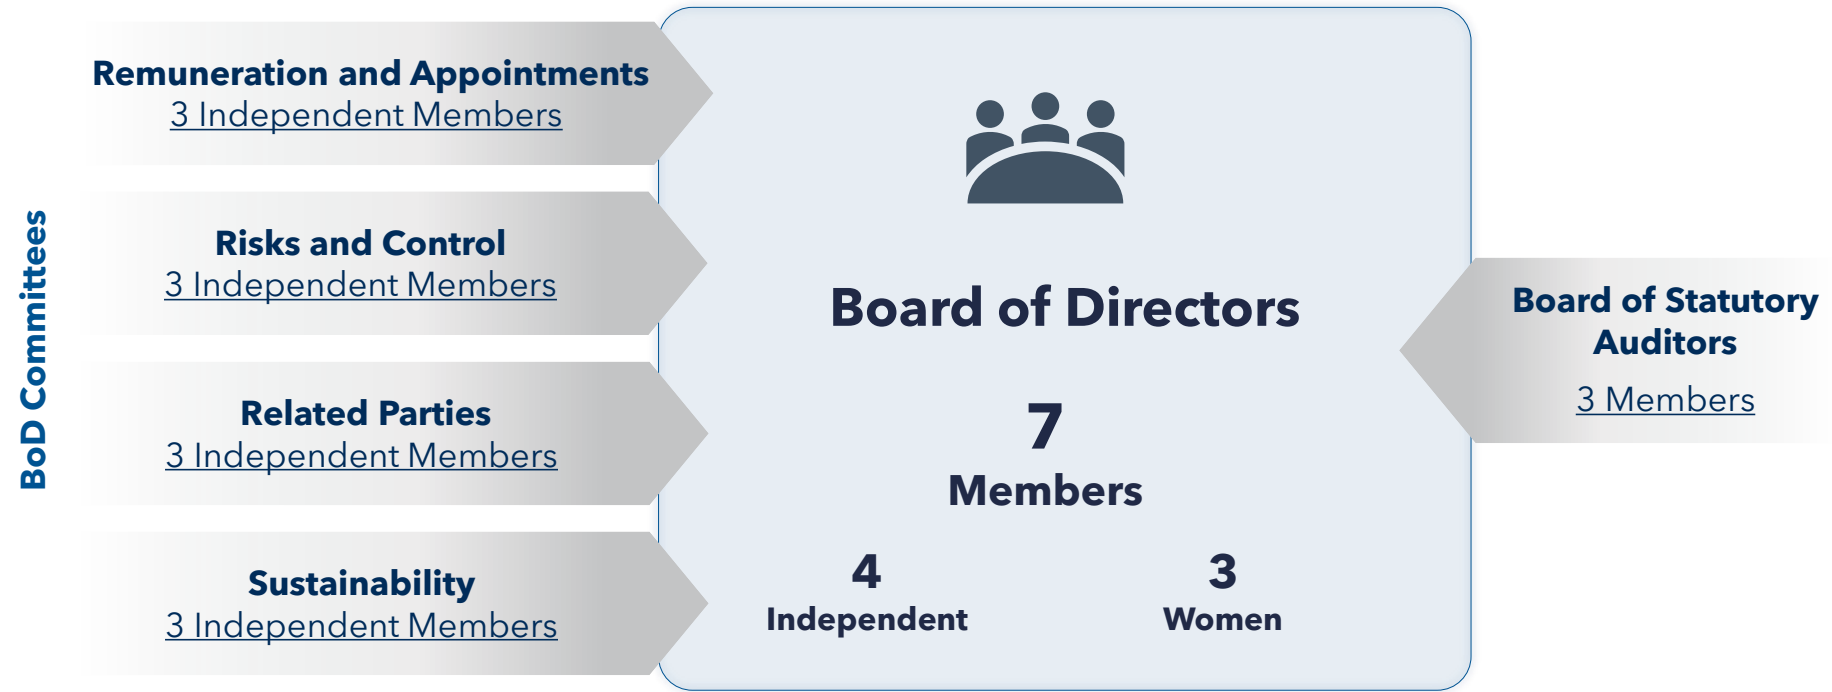 BoD Committees
Remuneration and Appointments
3 Independent Members
Risks and Control
3 Independent Members
Related Parties
3 Independent Members
Sustainability
3 Independent Members
Board of Directors
7
Members
4
Independent
3
Women
Board of Statutory
Auditors
3 Members